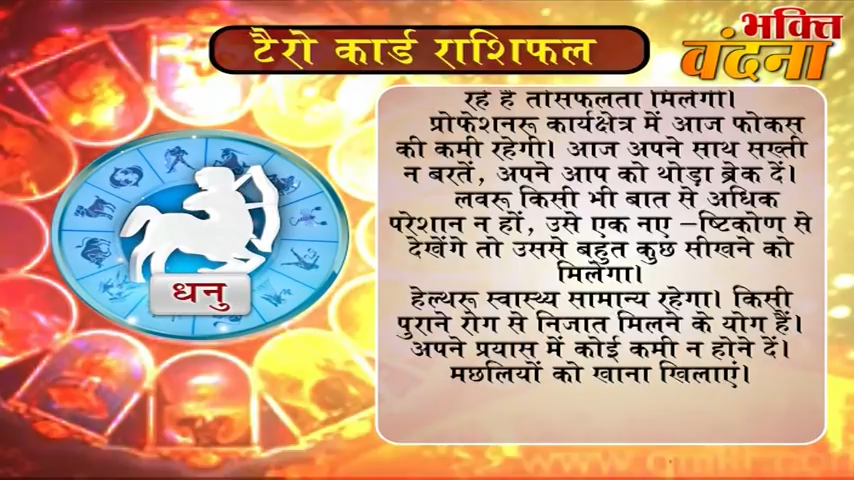 टैरो कार्ड राशिफल
भक्ति
वंदना
रहे हैं तोसफलता मिलेगी।
प्रोफेशनरू कार्यक्षेत्र में आज फोकस
की कमी रहेगी। आज अपने साथ सख्ती
न बरतें, अपने आप को थोड़ा ब्रेक दें।
लवरू किसी भी बात से अधिक
परेशान न हों, उसे एक नए –ष्टिकोण से
देखेंगे तो उससे बहुत कुछ सीखने को
मिलेगा।
हेल्थरू स्वास्थ्य सामान्य रहेगा। किसी
पुराने रोग से निजात मिलने के योग हैं।
अपने प्रयास में कोई कमी न होने दें।
मछलियों को खाना खिलाएं।
धनु